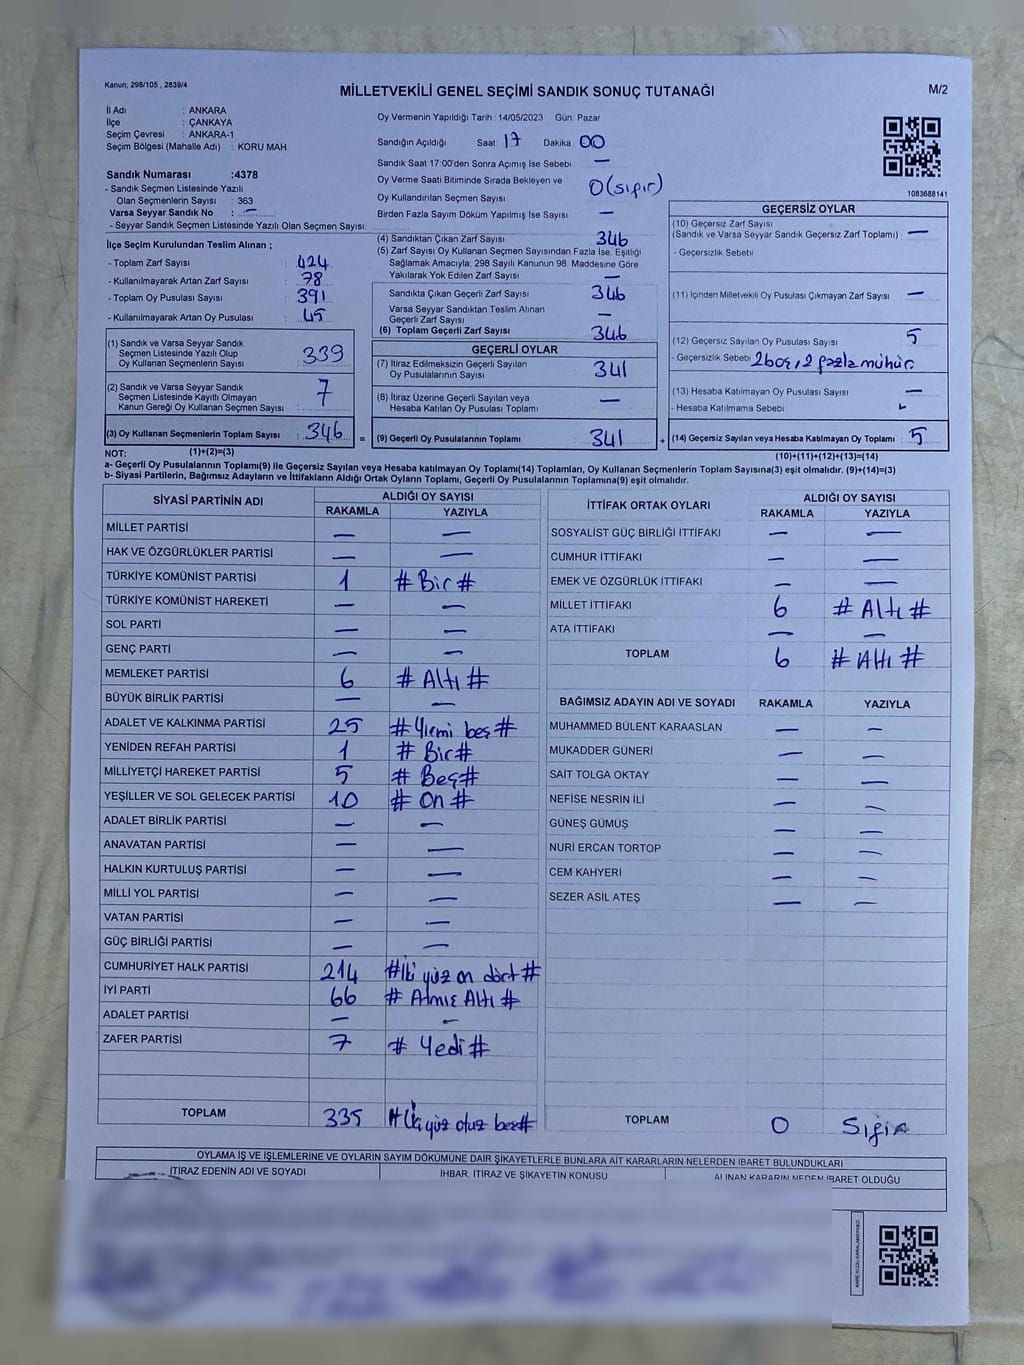 Kanun; 298/105 , 2839/4
MİLLETVEKİLİ GENEL SEÇİMİ SANDIK SONUÇ TUTANAĞI
M/2
İl Adı : ANKARA
İlçe : ÇANKAYA
Seçim Çevresi : ANKARA-1
Seçim Bölgesi (Mahalle Adı) : KORU MAH.
Sandık Numarası :4378
- Sandık Seçmen Listesinde Yazılı
Olan Seçmenlerin Sayısı : 363
Varsa Seyyar Sandık No : —
- Seyyar Sandık Seçmen Listesinde Yazılı Olan Seçmen Sayısı:
İlçe Seçim Kurulundan Teslim Alınan ;
- Toplam Zarf Sayısı : 424
- Kullanılmayarak Artan Zarf Sayısı : 78
- Toplam Oy Pusulası Sayısı : 391
- Kullanılmayarak Artan Oy Pusulası : 45
(1) Sandık ve Varsa Seyyar Sandık
Seçmen Listesinde Yazılı Olup
Oy Kullanan Seçmenlerin Sayısı : 339
(2) Sandık ve Varsa Seyyar Sandık
Seçmen Listesinde Kayıtlı Olmayan
Kanun Gereği Oy Kullanan Seçmen Sayısı : 7
(3) Oy Kullanan Seçmenlerin Toplam Sayısı : 346
Oy Vermenin Yapıldığı Tarih : 14/05/2023 Gün: Pazar
Sandığın Açıldığı Saat: 17 Dakika 00
Sandık Saat 17:00'den Sonra Açımış İse Sebebi —
Oy Verme Saati Bitiminde Sırada Bekleyen ve
Oy Kullandırılan Seçmen Sayısı 0 (sıfır)
Birden Fazla Sayım Döküm Yapılmış İse Sayısı : —
(4) Sandıktan Çıkan Zarf Sayısı 346
(5) Zarf Sayısı Oy Kullanan Seçmen Sayısından Fazla İse, Eşitliği
Sağlamak Amacıyla; 298 Sayılı Kanunun 98. Maddesine Göre
Yakılarak Yok Edilen Zarf Sayısı —
Sandıkta Çıkan Geçerli Zarf Sayısı 346
Varsa Seyyar Sandıktan Teslim Alınan
Geçerli Zarf Sayısı —
(6) Toplam Geçerli Zarf Sayısı 346
GEÇERLİ OYLAR
(7) İtiraz Edilmeksizin Geçerli Sayılan
Oy Pusulalarının Sayısı 341
(8) İtiraz Üzerine Geçerli Sayılan veya
Hesaba Katılan Oy Pusulası Toplamı —
= (9) Geçerli Oy Pusulalarının Toplamı 341
1083688141
GEÇERSİZ OYLAR
(10) Geçersiz Zarf Sayısı
(Sandık ve Varsa Seyyar Sandık Geçersiz Zarf Toplamı) —
- Geçersizlik Sebebi
(11) İçinden Milletvekili Oy Pusulası Çıkmayan Zarf Sayısı —
(12) Geçersiz Sayılan Oy Pusulası Sayısı : 5
- Geçersizlik Sebebi 2 boş, 2 fazla mühür
(13) Hesaba Katılmayan Oy Pusulası Sayısı : —
- Hesaba Katılmama Sebebi :
+ (14) Geçersiz Sayılan veya Hesaba Katılmayan Oy Toplamı : 5
NOT: (1)+(2)=(3)
(10)+(11)+(12)+(13)=(14)
a- Geçerli Oy Pusulalarının Toplamı(9) ile Geçersiz Sayılan veya Hesaba katılmayan Oy Toplamı(14) Toplamları, Oy Kullanan Seçmenlerin Toplam Sayısına(3) eşit olmalıdır. (9)+(14)=(3)
b- Siyasi Partilerin, Bağımsız Adayların ve İttifakların Aldığı Ortak Oyların Toplamı, Geçerli Oy Pusulalarının Toplamına(9) eşit olmalıdır.
SİYASİ PARTİNİN ADI ALDIĞI OY SAYISI
RAKAMLA YAZIYLA
MİLLET PARTİSİ — —
HAK VE ÖZGÜRLÜKLER PARTİSİ — —
TÜRKİYE KOMÜNİST PARTİSİ 1 # Bir #
TÜRKİYE KOMÜNİST HAREKETİ — —
SOL PARTİ — —
GENÇ PARTİ — —
MEMLEKET PARTİSİ 6 # Altı #
BÜYÜK BİRLİK PARTİSİ — —
ADALET VE KALKINMA PARTİSİ 25 # Yirmi beş #
YENİDEN REFAH PARTİSİ 1 # Bir #
MİLLİYETÇİ HAREKET PARTİSİ 5 # Beş #
YEŞİLLER VE SOL GELECEK PARTİSİ 10 # On #
ADALET BİRLİK PARTİSİ — —
ANAVATAN PARTİSİ — —
HALKIN KURTULUŞ PARTİSİ — —
MİLLİ YOL PARTİSİ — —
VATAN PARTİSİ — —
GÜÇ BİRLİĞİ PARTİSİ — —
CUMHURİYET HALK PARTİSİ 214 # İki yüz on dört #
İYİ PARTİ 66 # Atmış Altı #
ADALET PARTİSİ — —
ZAFER PARTİSİ 7 # Yedi #
TOPLAM 335 # Üç yüz otuz beş #
İTTİFAK ORTAK OYLARI ALDIĞI OY SAYISI
RAKAMLA YAZIYLA
SOSYALİST GÜÇ BİRLİĞİ İTTİFAKI — —
CUMHUR İTTİFAKI — —
EMEK VE ÖZGÜRLÜK İTTİFAKI — —
MİLLET İTTİFAKI 6 # Altı #
ATA İTTİFAKI — —
TOPLAM 6 # Altı #
BAĞIMSIZ ADAYIN ADI VE SOYADI RAKAMLA YAZIYLA
MUHAMMED BÜLENT KARAASLAN — —
MUKADDER GÜNERİ — —
SAİT TOLGA OKTAY — —
NEFİSE NESRİN İLİ — —
GÜNEŞ GÜMÜŞ — —
NURİ ERCAN TORTOP — —
CEM KAHYERİ — —
SEZER ASİL ATEŞ — —
TOPLAM 0 Sıfır
OYLAMA İŞ VE İŞLEMLERİNE VE OYLARIN SAYIM DÖKÜMÜNE DAİR ŞİKAYETLERLE BUNLARA AİT KARARLARIN NELERDEN İBARET BULUNDUKLARI
İTİRAZ EDENİN ADI VE SOYADI İHBAR, İTİRAZ VE ŞİKAYETİN KONUSU ALINAN KARARIN NEDEN İBARET OLDUĞU